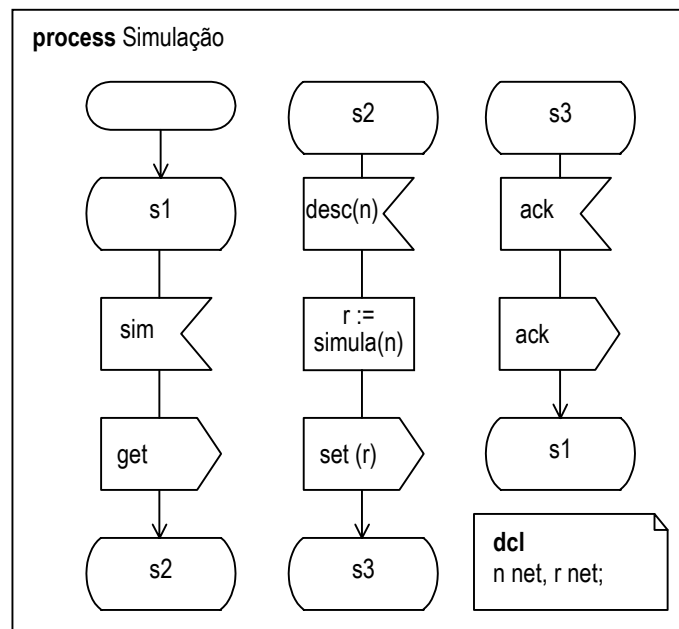 process Simulação
s1
sim
get
s2
s2
desc(n)
r :=
simula(n)
set (r)
s3
s3
ack
ack
s1
dcl
n net, r net;